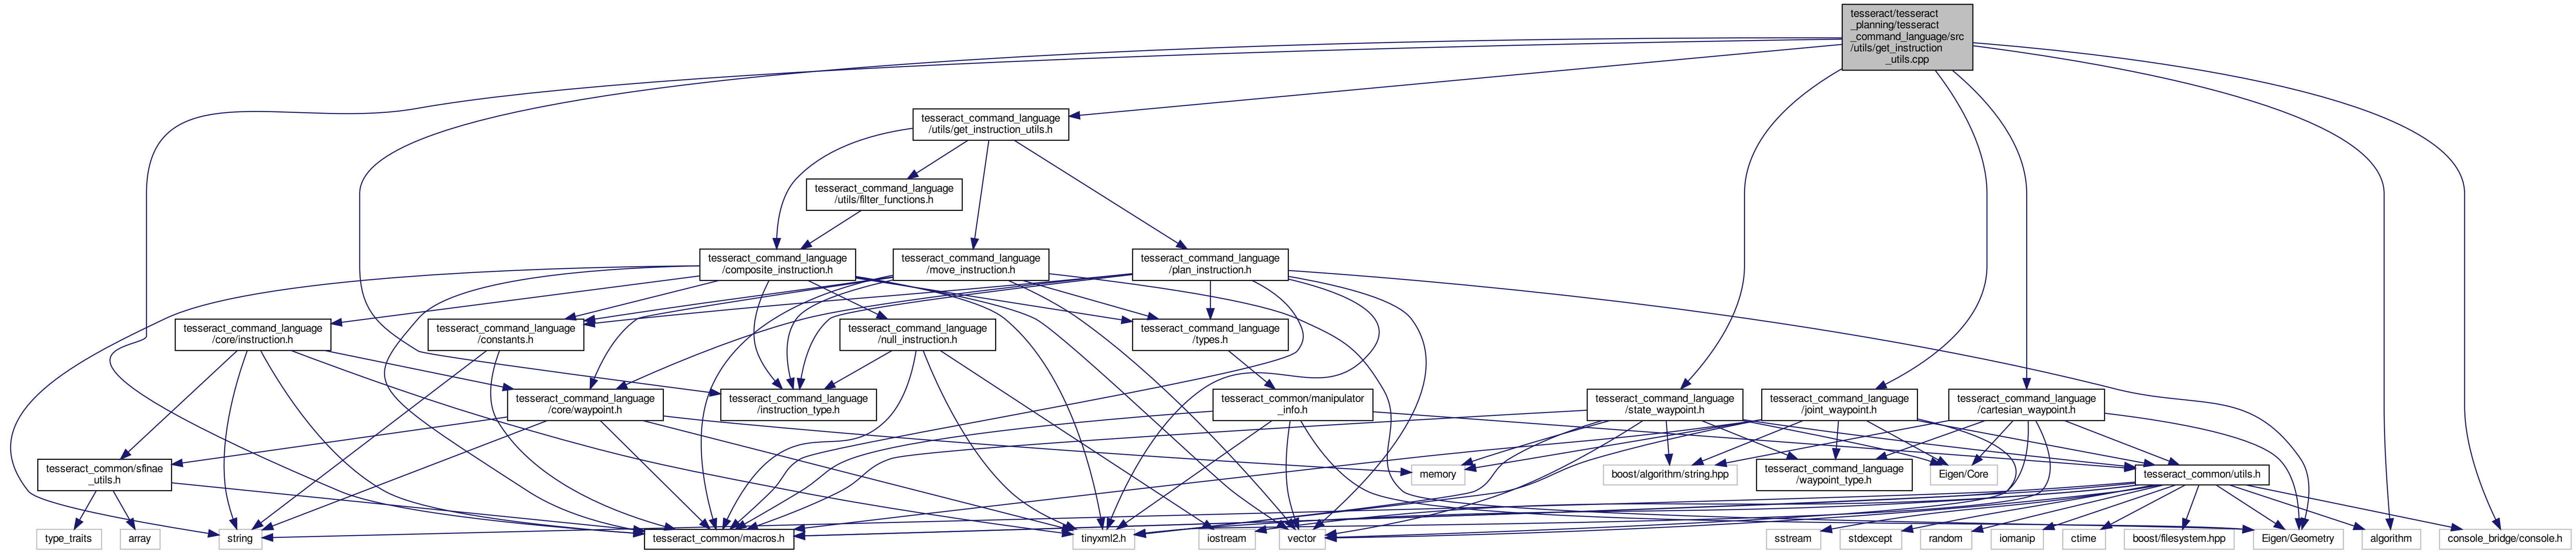 tesseract/tesseract
_planning/tesseract
_command_language/src
/utils/get_instruction
_utils.cpp
tesseract_command_language
/utils/get_instruction_utils.h
tesseract_command_language
/utils/filter_functions.h
tesseract_command_language
/composite_instruction.h
tesseract_command_language
/move_instruction.h
tesseract_command_language
/plan_instruction.h
tesseract_command_language
/core/instruction.h
tesseract_command_language
/constants.h
tesseract_command_language
/null_instruction.h
tesseract_command_language
/types.h
tesseract_command_language
/core/waypoint.h
tesseract_command_language
/instruction_type.h
tesseract_common/manipulator
_info.h
tesseract_command_language
/state_waypoint.h
tesseract_command_language
/joint_waypoint.h
tesseract_command_language
/cartesian_waypoint.h
tesseract_common/sfinae
_utils.h
memory
boost/algorithm/string.hpp
tesseract_command_language
/waypoint_type.h
Eigen/Core
tesseract_common/utils.h
type_traits
array
string
tesseract_common/macros.h
tinyxml2.h
iostream
vector
sstream
stdexcept
random
iomanip
ctime
boost/filesystem.hpp
Eigen/Geometry
algorithm
console_bridge/console.h